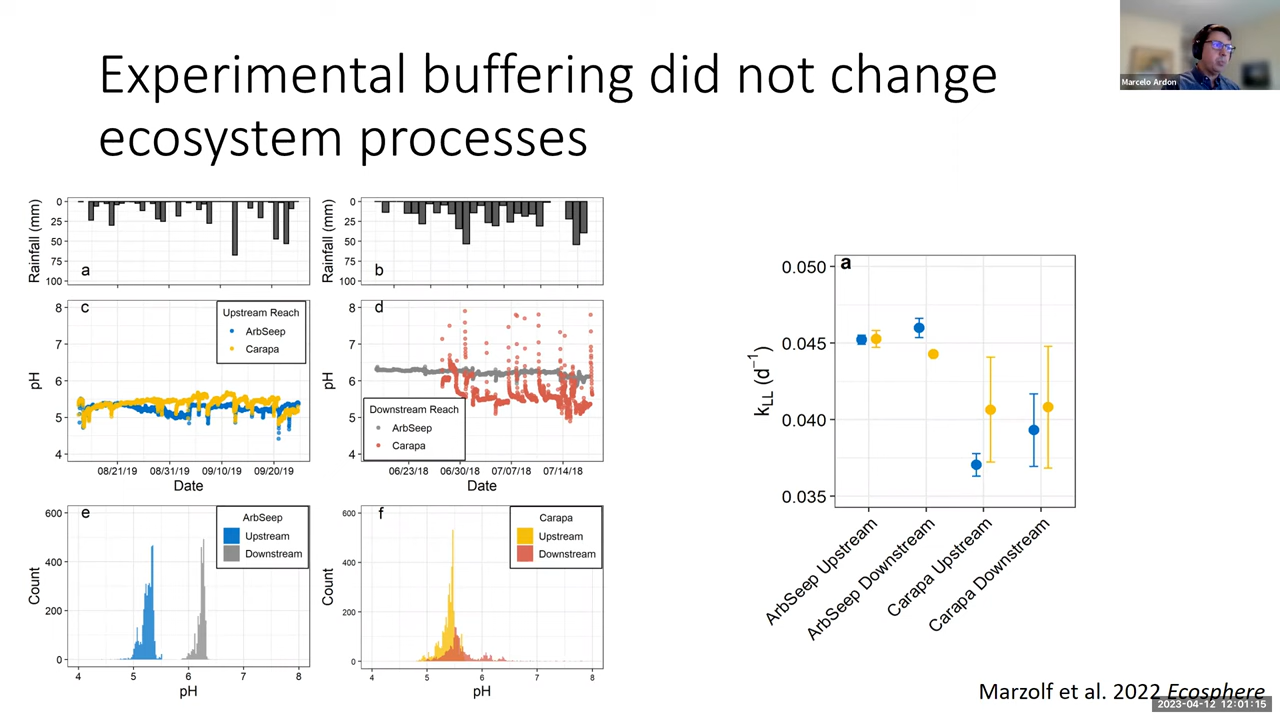 Experimental buffering did not change
ecosystem processes
Marcelo Ardon
Rainfall (mm)
0
25
50
75
100
a
Rainfall (mm)
0
25
50
75
100
b
pH
8
7
6
5
4
c
Upstream Reach
ArbSeep
Carapa
08/21/19
08/31/19
09/10/19
09/20/19
Date
pH
8
7
6
5
4
d
Downstream Reach
ArbSeep
Carapa
06/23/18
06/30/18
07/07/18
07/14/18
Date
Count
600
400
200
0
e
ArbSeep
Upstream
Downstream
4
5
6
7
8
pH
Count
600
400
200
0
f
Carapa
Upstream
Downstream
4
5
6
7
8
pH
a
kLL (d−1)
0.050
0.045
0.040
0.035
ArbSeep Upstream
ArbSeep Downstream
Carapa Upstream
Carapa Downstream
Marzolf et al. 2022 Ecosphere
2023-04-12 12:01:15